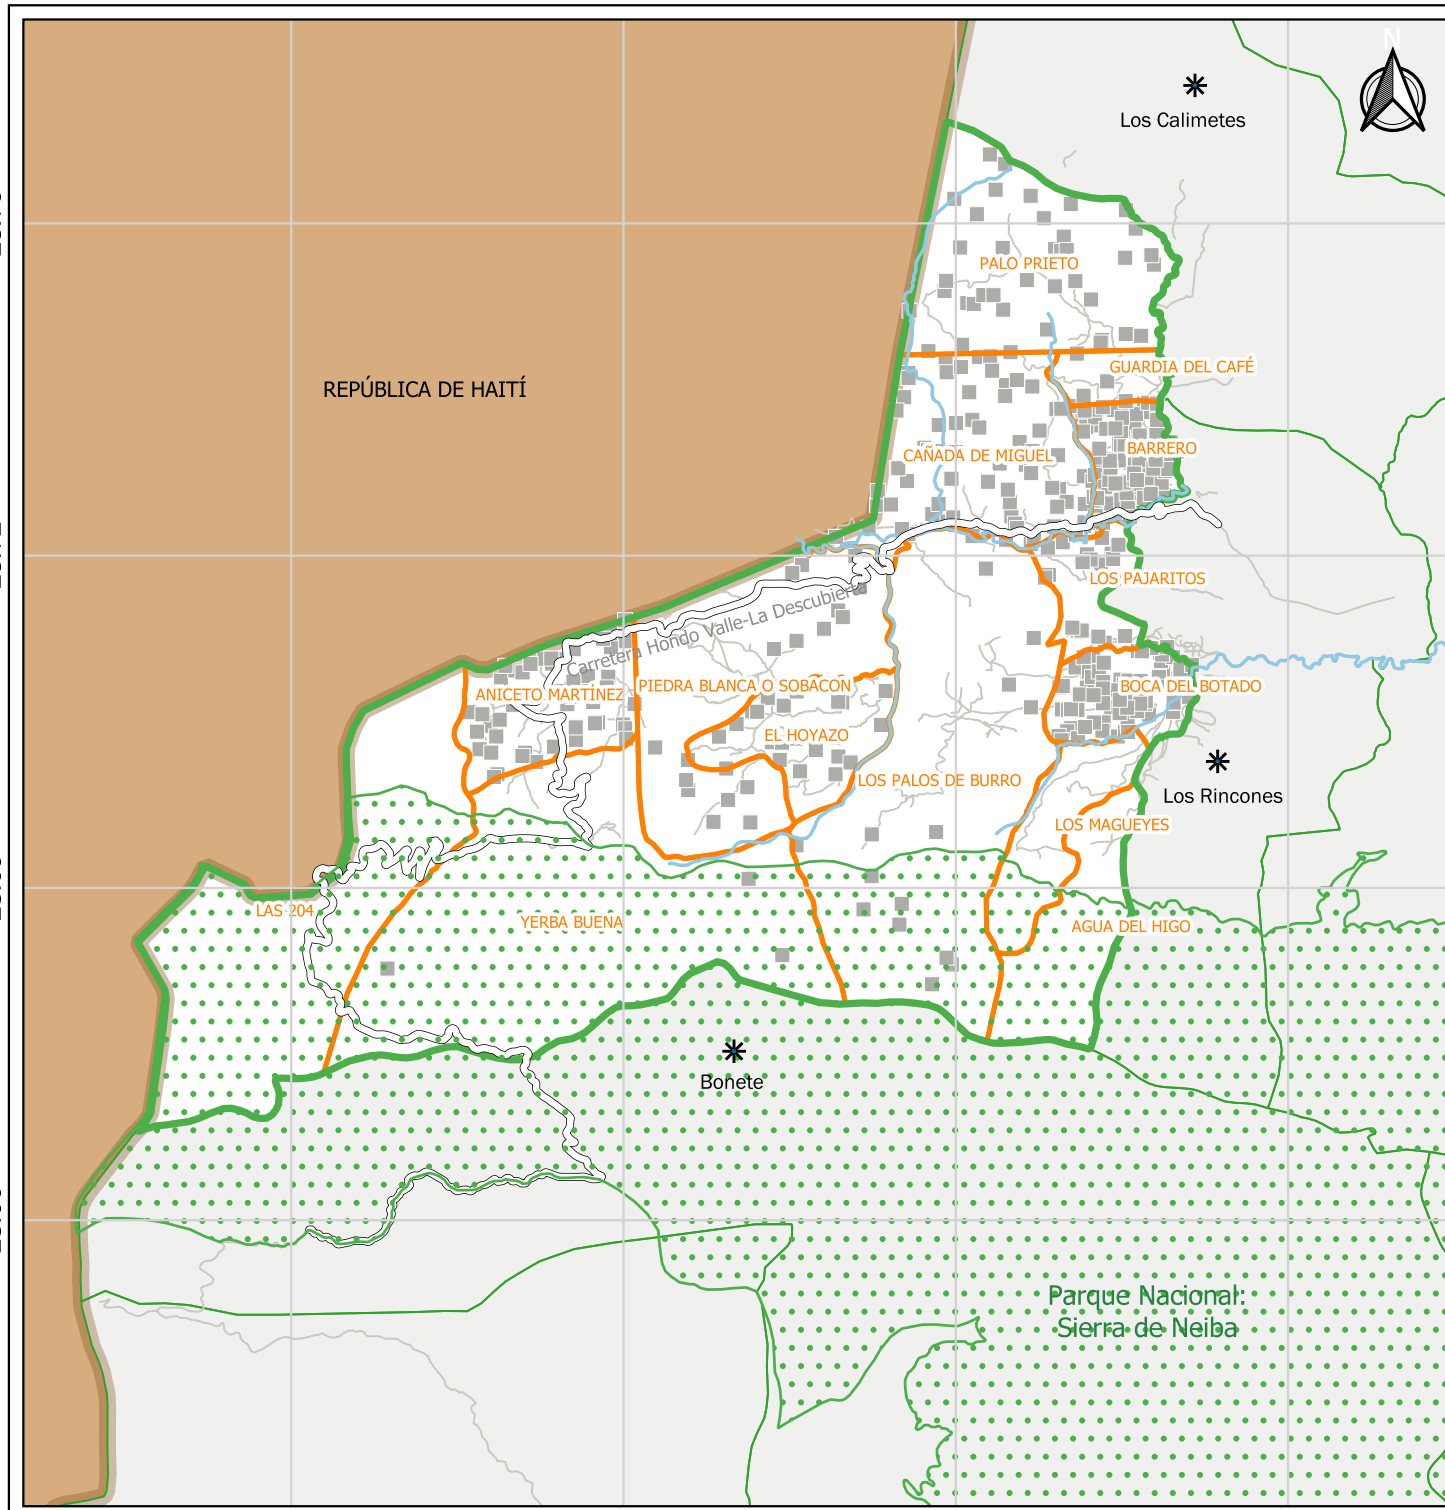 N
Los Calimetes
PALO PRIETO
GUARDIA DEL CAFÉ
REPÚBLICA DE HAITÍ
BARRERO
CAÑADA DE MIGUEL
LOS PAJARITOS
Carretera Hondo Valle-La Descubierta
ANICETO MARTÍNEZ
PIEDRA BLANCA O SOBACÓN
BOCA DEL BOTADO
EL HOYAZO
LOS PALOS DE BURRO
Los Rincones
LOS MAGUEYES
LAS 204
YERBA BUENA
AGUA DEL HIGO
Bonete
Parque Nacional:
Sierra de Neiba